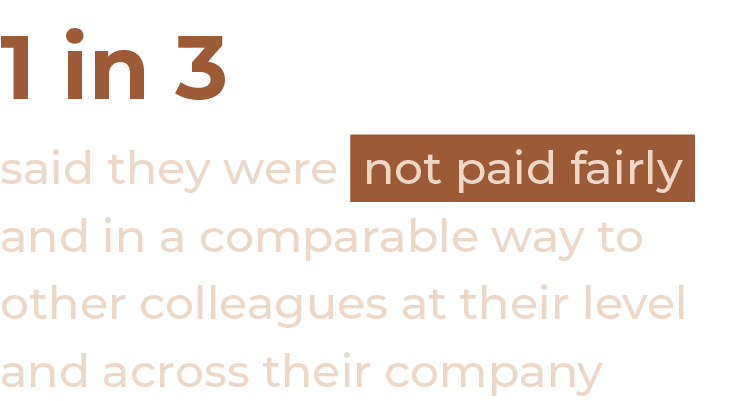 1 in 3
said they were not paid fairly
and in a comparable way to
other colleagues at their level
and across their company